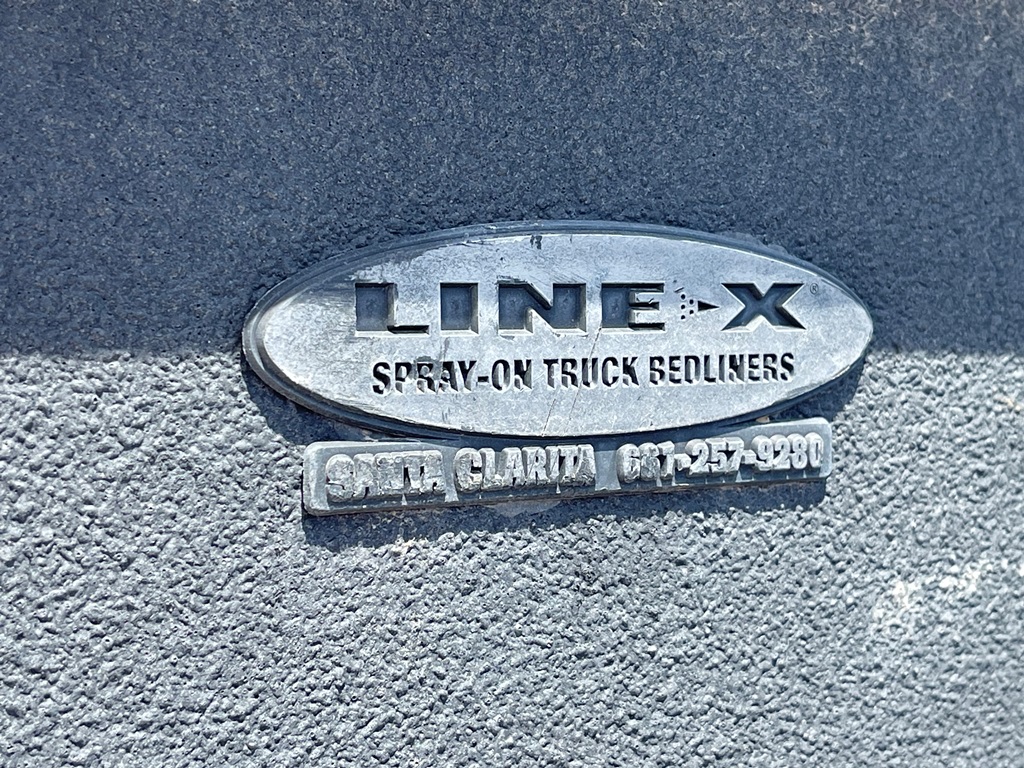 LINE-X®
SPRAY-ON TRUCK BEDLINERS
SANTA CLARITA 661-257-9280